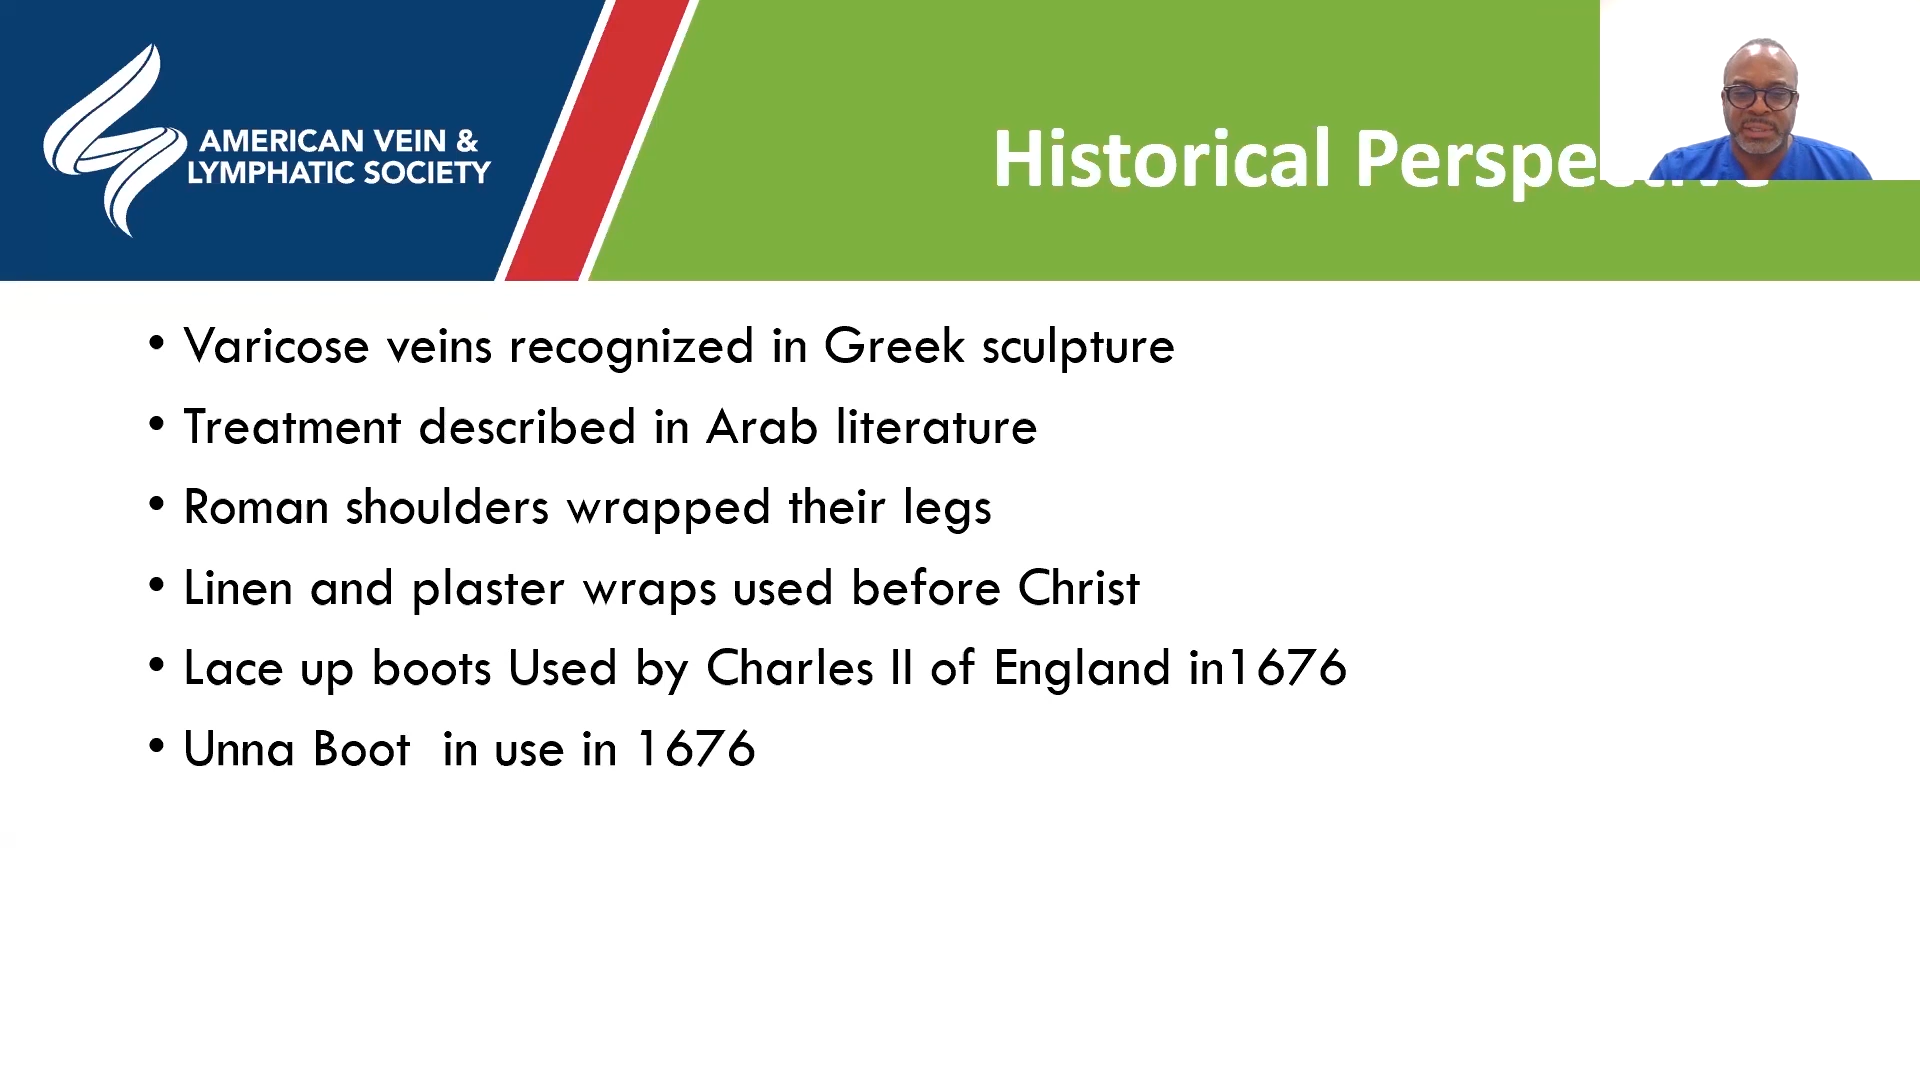 AMERICAN VEIN &
LYMPHATIC SOCIETY
Historical Perspective
• Varicose veins recognized in Greek sculpture
• Treatment described in Arab literature
• Roman shoulders wrapped their legs
• Linen and plaster wraps used before Christ
• Lace up boots Used by Charles II of England in1676
• Unna Boot  in use in 1676